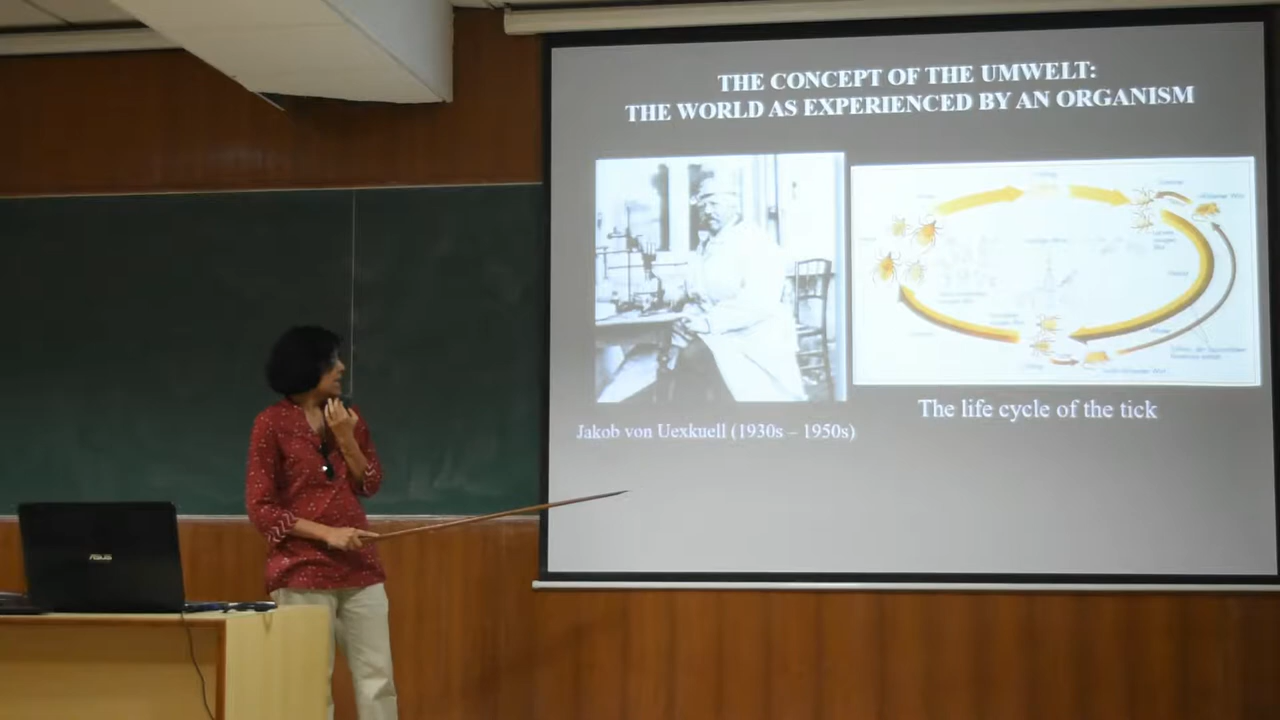 THE CONCEPT OF THE UMWELT:
THE WORLD AS EXPERIENCED BY AN ORGANISM
Jakob von Uexkuell (1930s – 1950s)
The life cycle of the tick
ASUS